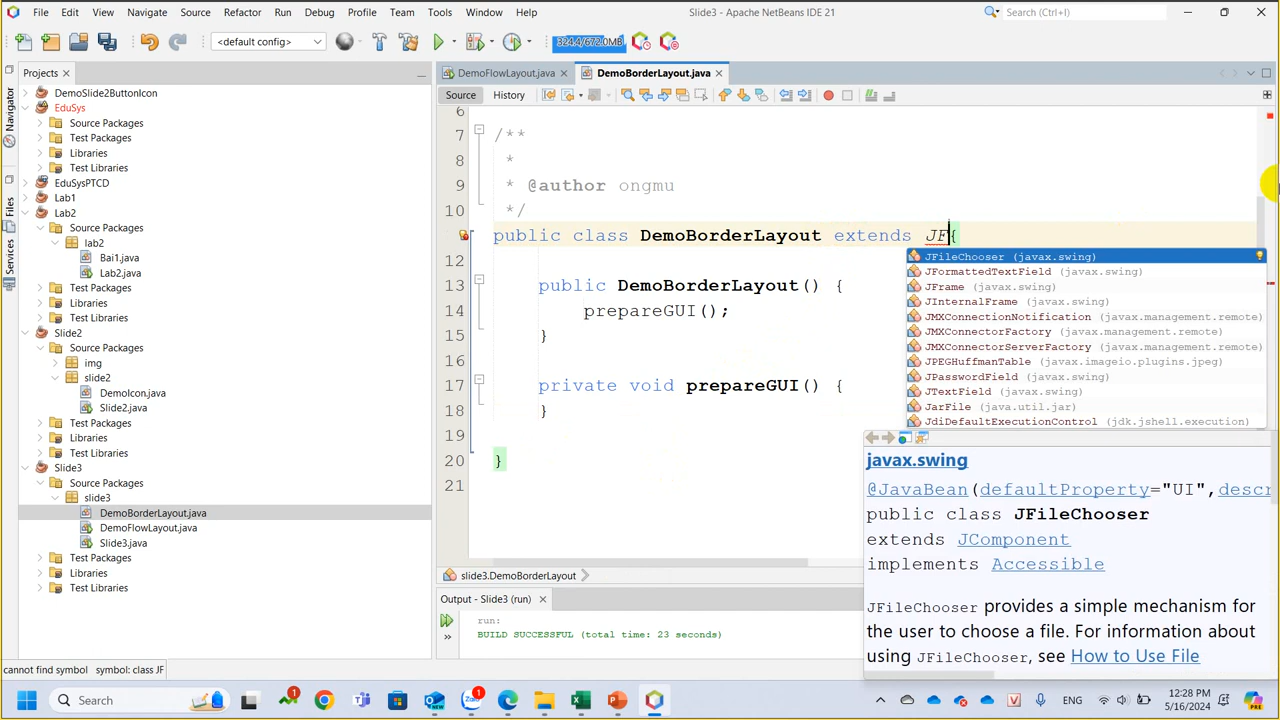 File Edit View Navigate Source Refactor Run Debug Profile Team Tools Window Help
Slide3 - Apache NetBeans IDE 21
Search (Ctrl+I)
<default config>
324.4/672.0MB
Projects
DemoFlowLayout.java
DemoBorderLayout.java
Source History
Navigator
Files
Services
DemoSlide2ButtonIcon
EduSys
Source Packages
Test Packages
Libraries
Test Libraries
EduSysPTCD
Lab1
Lab2
Source Packages
lab2
Bai1.java
Lab2.java
Test Packages
Libraries
Test Libraries
Slide2
Source Packages
img
slide2
DemoIcon.java
Slide2.java
Test Packages
Libraries
Test Libraries
Slide3
Source Packages
slide3
DemoBorderLayout.java
DemoFlowLayout.java
Slide3.java
Test Packages
Libraries
Test Libraries
6
7 /**
8 *
9 * @author ongmu
10 */
public class DemoBorderLayout extends JF{
12
13 public DemoBorderLayout() {
14 prepareGUI();
15 }
16
17 private void prepareGUI() {
18 }
19
20 }
21
JFileChooser (javax.swing)
JFormattedTextField (javax.swing)
JFrame (javax.swing)
JInternalFrame (javax.swing)
JMXConnectionNotification (javax.management.remote)
JMXConnectorFactory (javax.management.remote)
JMXConnectorServerFactory (javax.management.remote)
JPEGHuffmanTable (javax.imageio.plugins.jpeg)
JPasswordField (javax.swing)
JTextField (javax.swing)
JarFile (java.util.jar)
JdiDefaultExecutionControl (jdk.jshell.execution)
javax.swing
@JavaBean(defaultProperty="UI",descr
public class JFileChooser
extends JComponent
implements Accessible
JFileChooser provides a simple mechanism for
the user to choose a file. For information about
using JFileChooser, see How to Use File
slide3.DemoBorderLayout
Output - Slide3 (run)
run:
BUILD SUCCESSFUL (total time: 23 seconds)
cannot find symbol symbol: class JF
Search
1
1
ENG
12:28 PM
5/16/2024
PRE